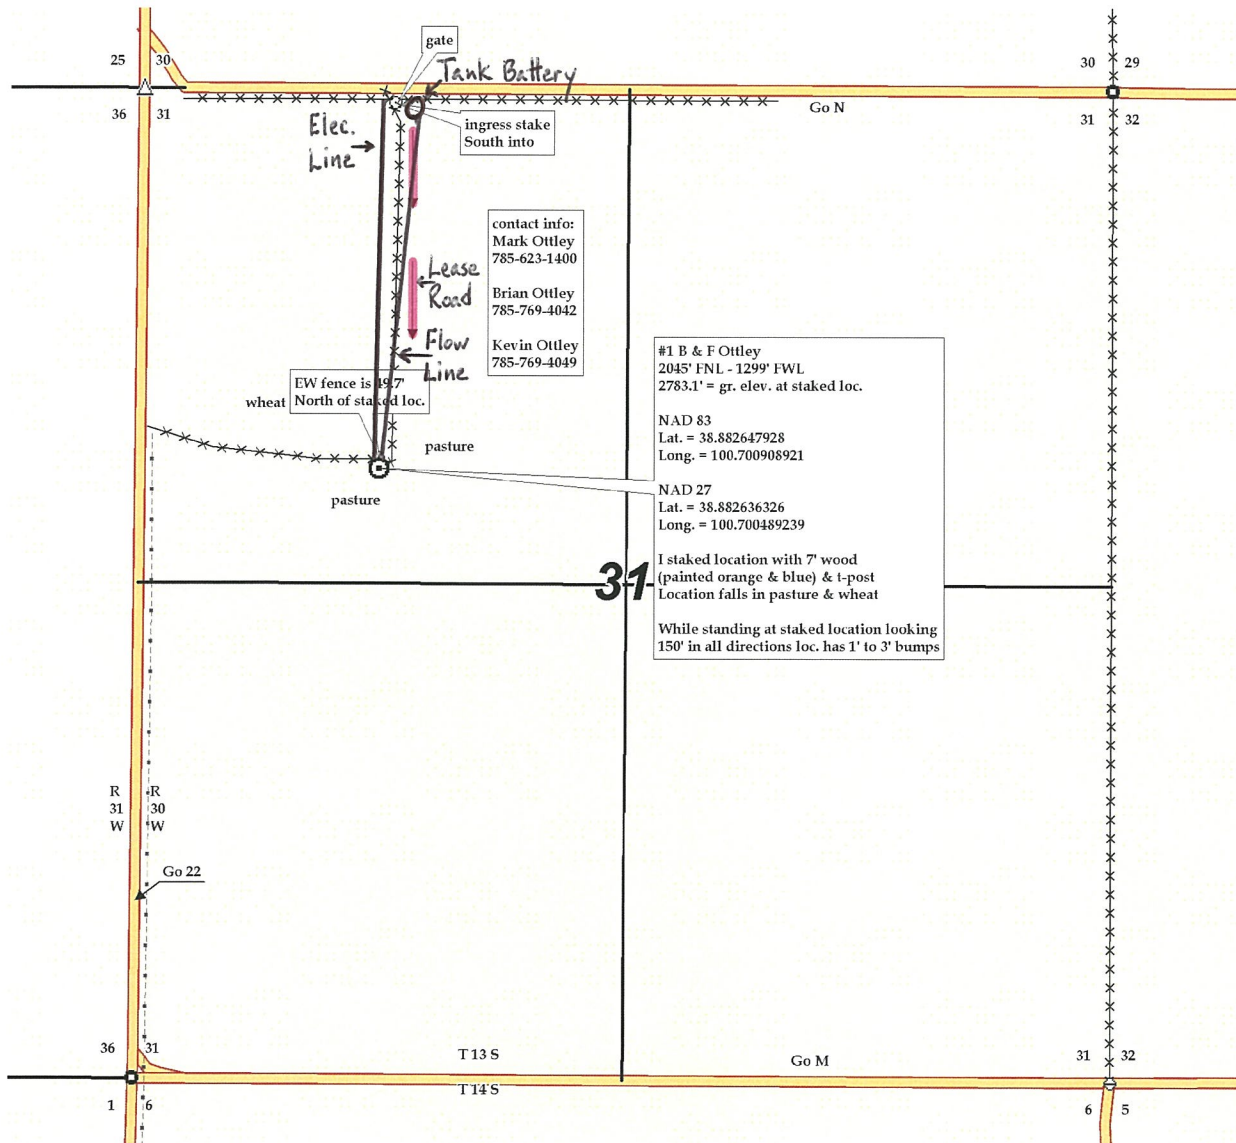 gate
25
30
30
29
Tank Battery
36
31
Go N
31
32
Elec.
Line
ingress stake
South into
contact info:
Mark Ottley
785-623-1400
Brian Ottley
785-769-4042
Kevin Ottley
785-769-4049
Lease
Road
Flow
Line
EW fence is 49.7'
North of staked loc.
wheat
pasture
pasture
#1 B & F Ottley
2045' FNL - 1299' FWL
2783.1' = gr. elev. at staked loc.
NAD 83
Lat. = 38.882647928
Long. = 100.700908921
NAD 27
Lat. = 38.882636326
Long. = 100.700489239
I staked location with 7' wood
(painted orange & blue) & t-post
Location falls in pasture & wheat
While standing at staked location looking
150' in all directions loc. has 1' to 3' bumps
31
R
31
W
R
30
W
Go 22
36
31
T 13 S
Go M
31
32
T 14 S
1
6
6
5